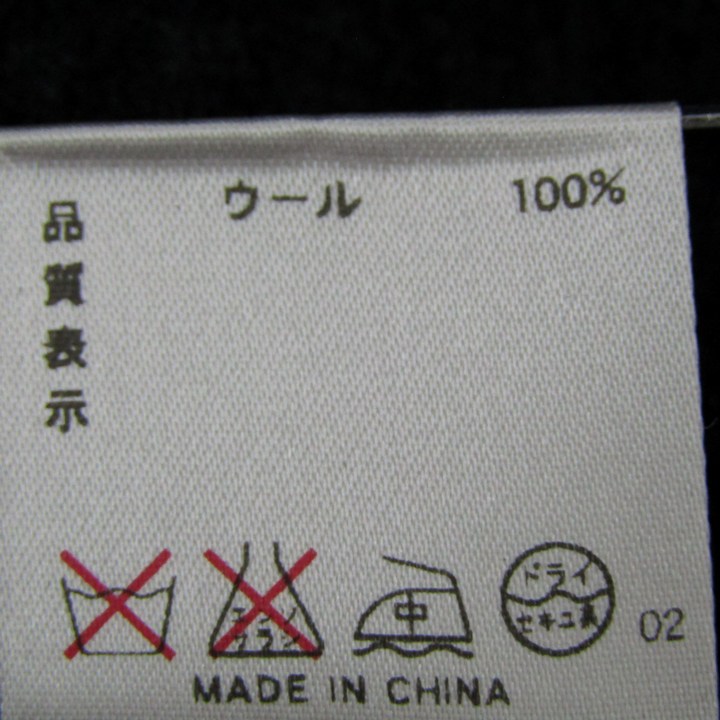 ウール 100%
品質表示
エンソ
サラシ
中
ドライ
セキユ系
02
MADE IN CHINA